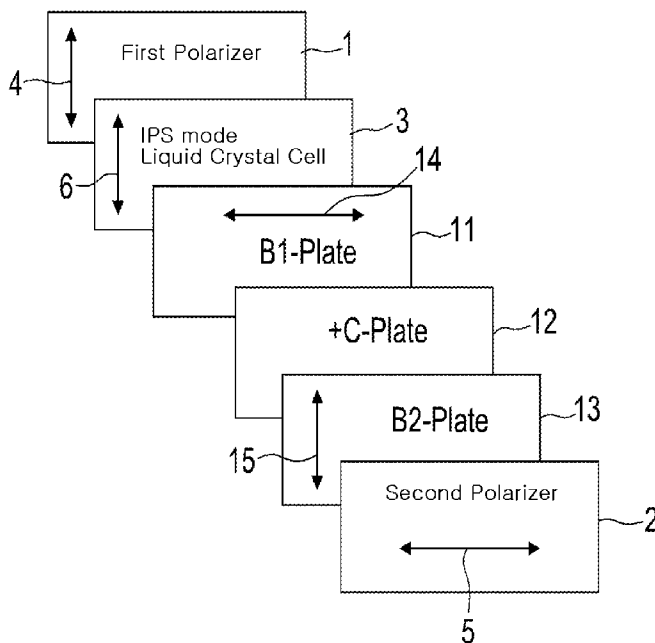 First Polarizer
1
4
IPS mode
Liquid Crystal Cell
3
6
14
B1-Plate
11
+C-Plate
12
B2-Plate
13
15
Second Polarizer
2
5